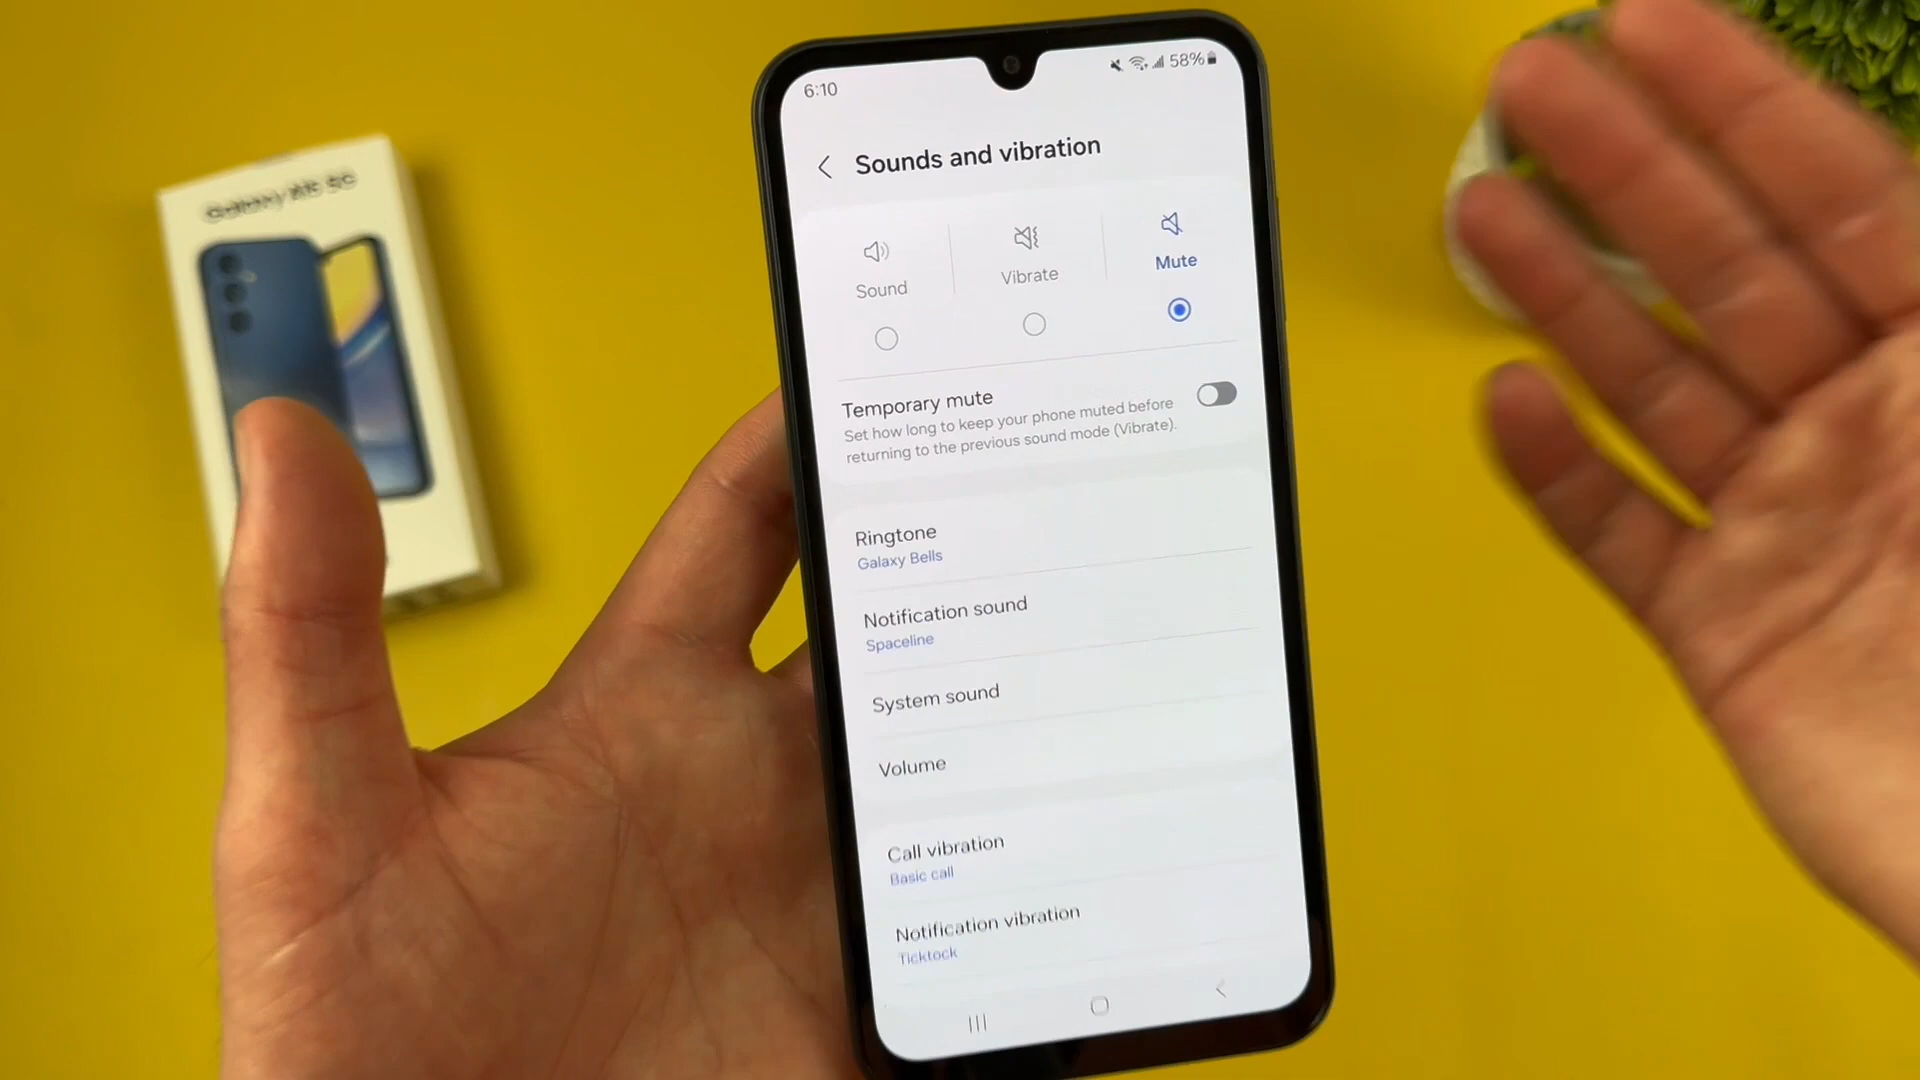 6:10
58%
Sounds and vibration
Sound
Vibrate
Mute
Temporary mute
Set how long to keep your phone muted before
returning to the previous sound mode (Vibrate).
Ringtone
Galaxy Bells
Notification sound
Spaceline
System sound
Volume
Call vibration
Basic call
Notification vibration
Ticktock